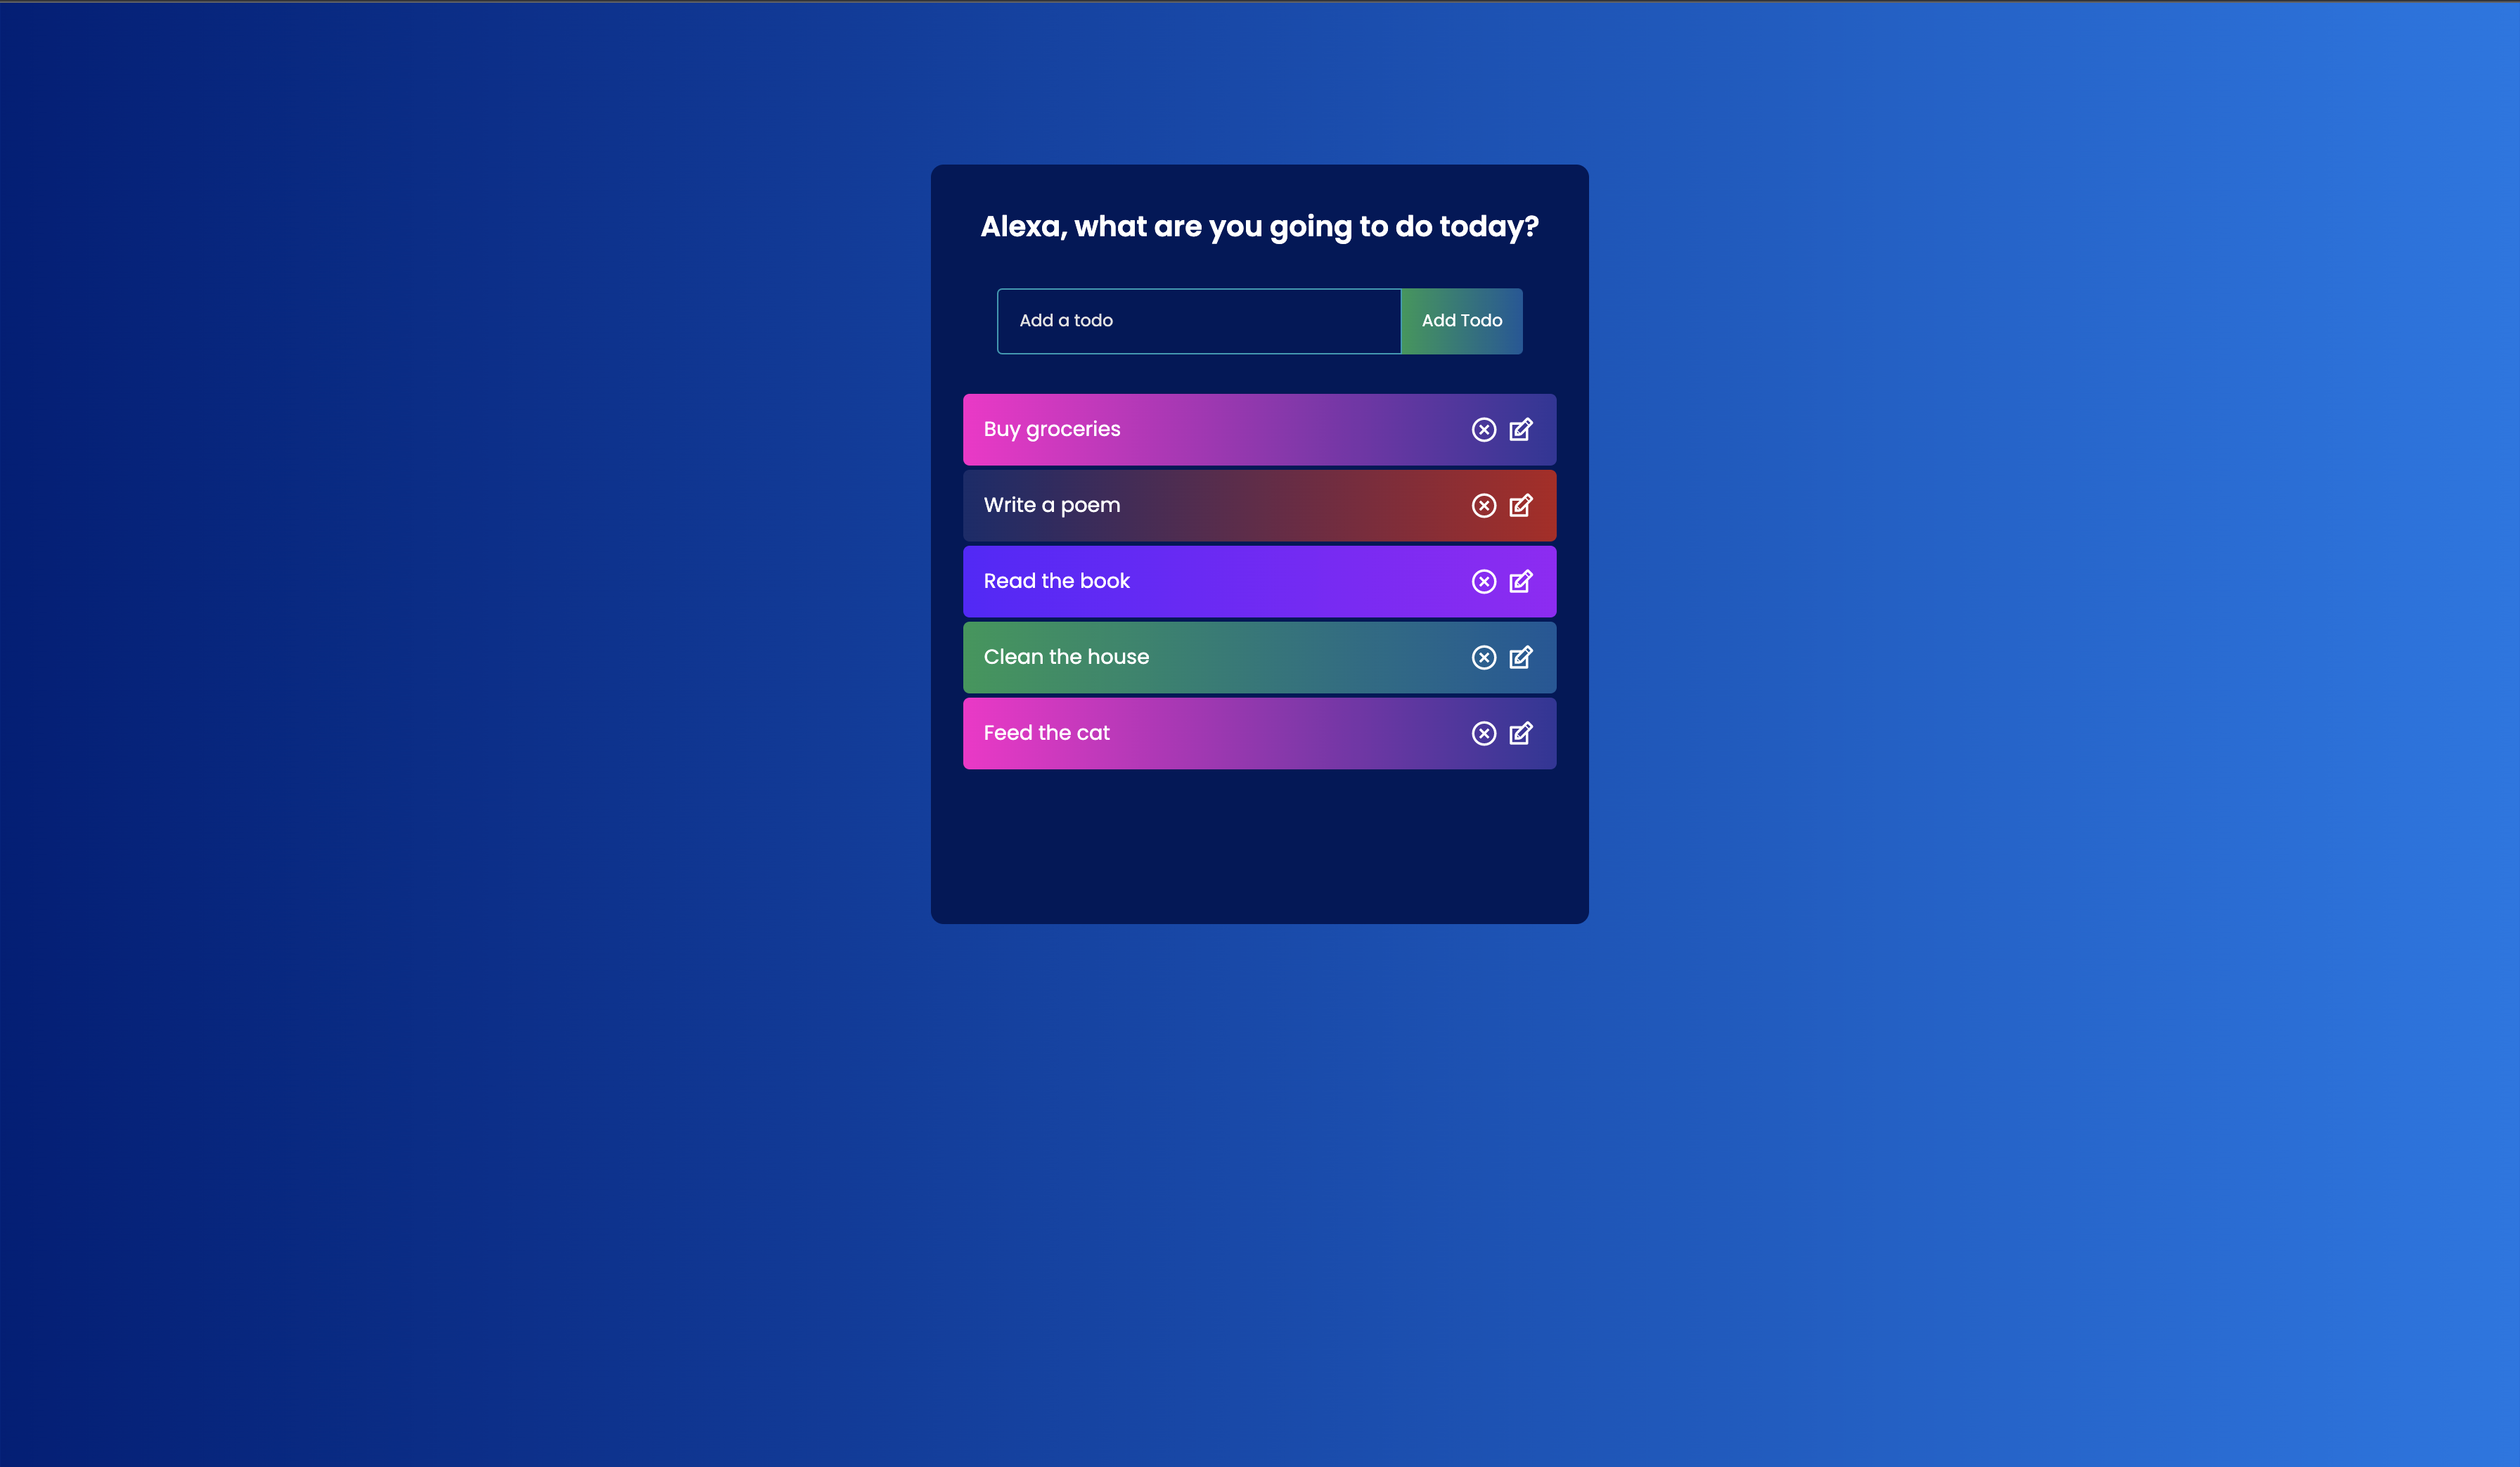 Alexa, what are you going to do today?
Add a todo
Add Todo
Buy groceries
Write a poem
Read the book
Clean the house
Feed the cat